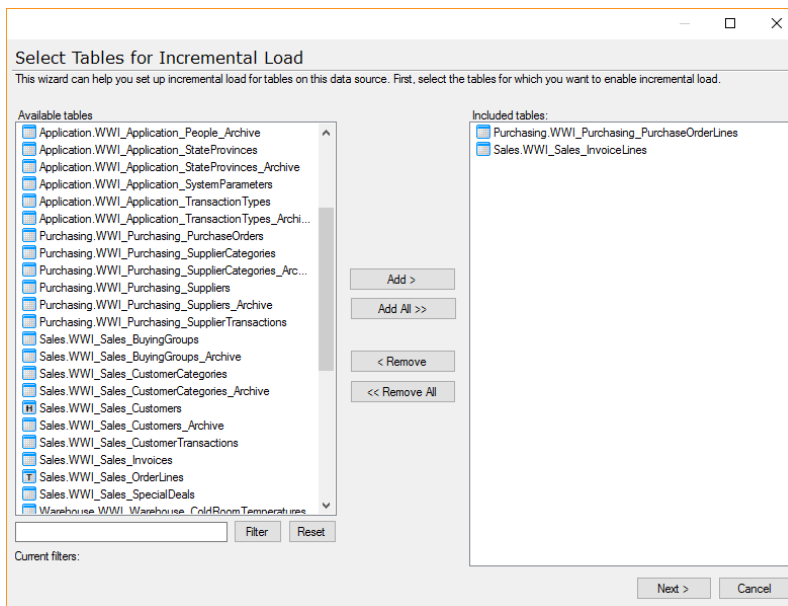 Select Tables for Incremental Load
This wizard can help you set up incremental load for tables on this data source. First, select the tables for which you want to enable incremental load.
Available tables
Application.WWI_Application_People_Archive
Application.WWI_Application_StateProvinces
Application.WWI_Application_StateProvinces_Archive
Application.WWI_Application_SystemParameters
Application.WWI_Application_TransactionTypes
Application.WWI_Application_TransactionTypes_Archi...
Purchasing.WWI_Purchasing_PurchaseOrders
Purchasing.WWI_Purchasing_SupplierCategories
Purchasing.WWI_Purchasing_SupplierCategories_Arc...
Purchasing.WWI_Purchasing_Suppliers
Purchasing.WWI_Purchasing_Suppliers_Archive
Purchasing.WWI_Purchasing_SupplierTransactions
Sales.WWI_Sales_BuyingGroups
Sales.WWI_Sales_BuyingGroups_Archive
Sales.WWI_Sales_CustomerCategories
Sales.WWI_Sales_CustomerCategories_Archive
H Sales.WWI_Sales_Customers
Sales.WWI_Sales_Customers_Archive
Sales.WWI_Sales_CustomerTransactions
Sales.WWI_Sales_Invoices
T Sales.WWI_Sales_OrderLines
Sales.WWI_Sales_SpecialDeals
Warehouse.WWI_Warehouse_ColdRoomTemperatures
Filter
Reset
Current filters:
Add >
Add All >>
< Remove
<< Remove All
Included tables:
Purchasing.WWI_Purchasing_PurchaseOrderLines
Sales.WWI_Sales_InvoiceLines
Next >
Cancel